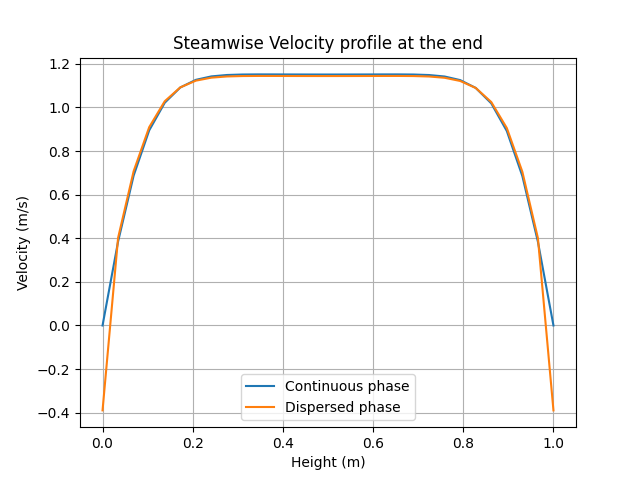 Steamwise Velocity profile at the end
1.2
1.0
0.8
0.6
0.4
0.2
0.0
−0.2
−0.4
Velocity (m/s)
Continuous phase
Dispersed phase
0.0 0.2 0.4 0.6 0.8 1.0
Height (m)